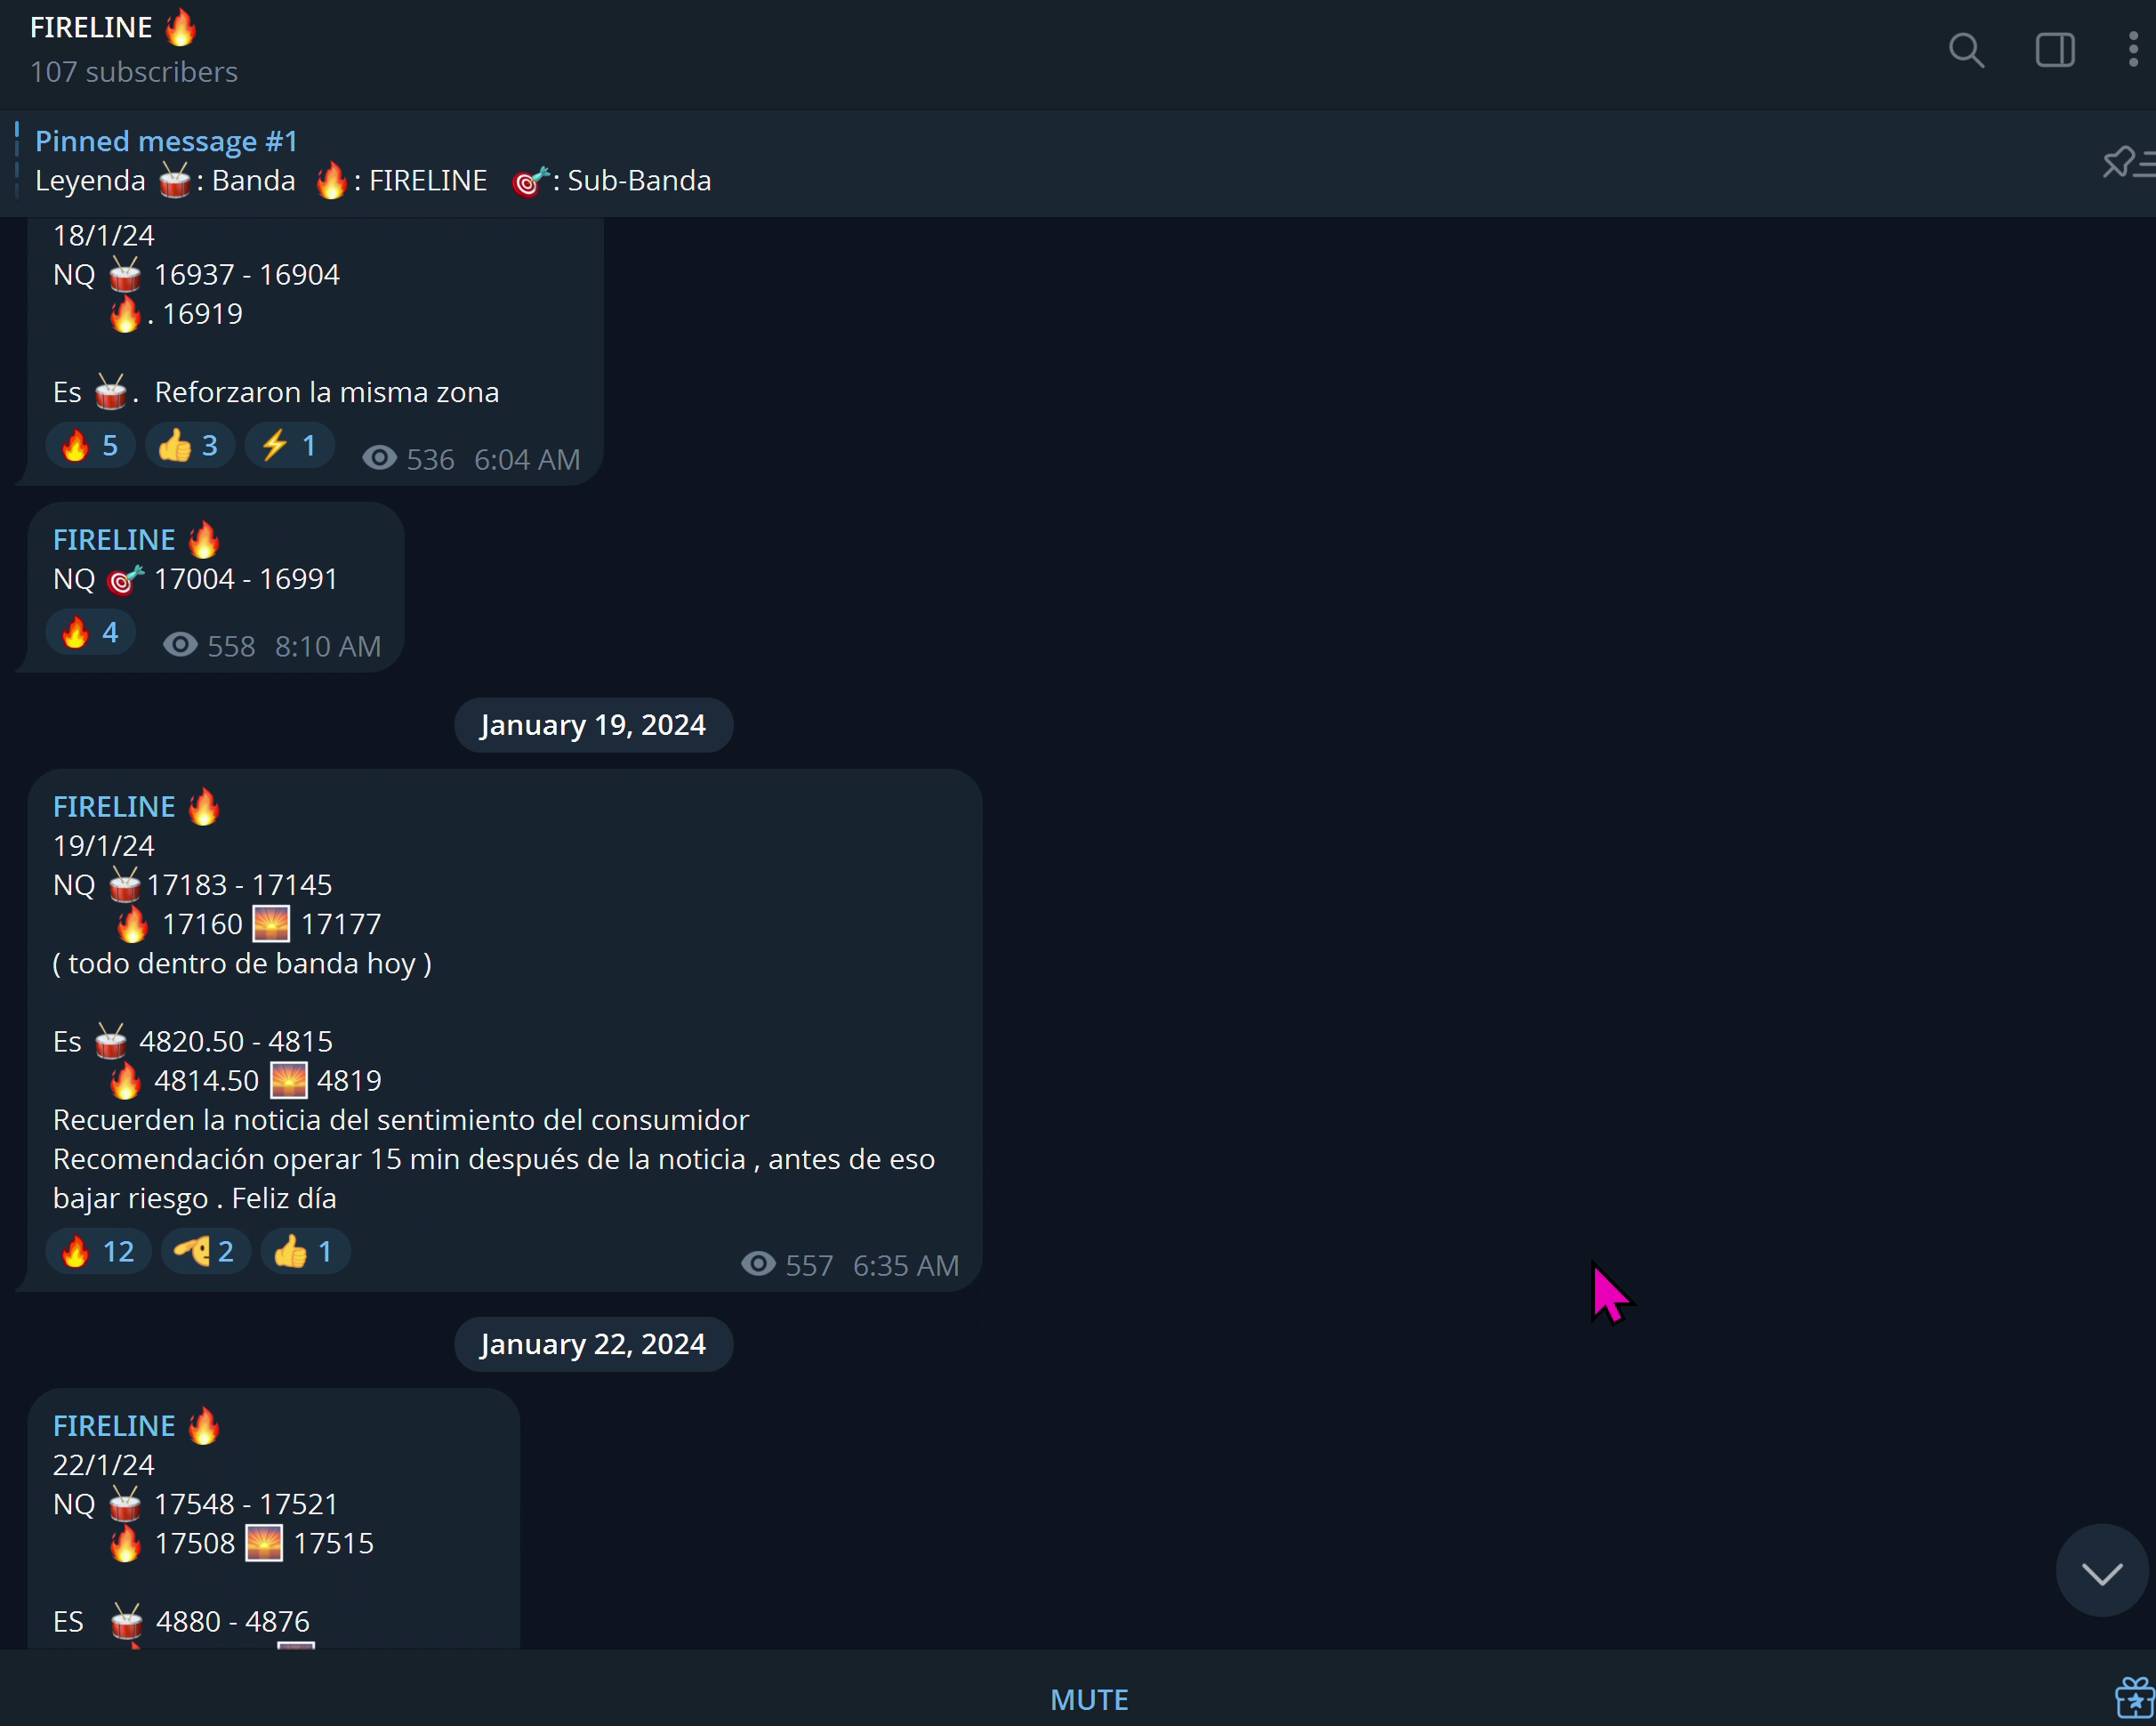 FIRELINE 🔥
107 subscribers
Pinned message #1
Leyenda 🥁: Banda 🔥: FIRELINE 🎯: Sub-Banda
18/1/24
NQ 🥁 16937 - 16904
🔥. 16919
Es 🥁. Reforzaron la misma zona
🔥 5 👍 3 ⚡ 1 536 6:04 AM
FIRELINE 🔥
NQ 🎯 17004 - 16991
🔥 4 558 8:10 AM
January 19, 2024
FIRELINE 🔥
19/1/24
NQ 🥁17183 - 17145
🔥 17160 🌅 17177
( todo dentro de banda hoy )
Es 🥁 4820.50 - 4815
🔥 4814.50 🌅 4819
Recuerden la noticia del sentimiento del consumidor
Recomendación operar 15 min después de la noticia , antes de eso
bajar riesgo . Feliz día
🔥 12 🫡 2 👍 1 557 6:35 AM
January 22, 2024
FIRELINE 🔥
22/1/24
NQ 🥁 17548 - 17521
🔥 17508 🌅 17515
ES 🥁 4880 - 4876
MUTE